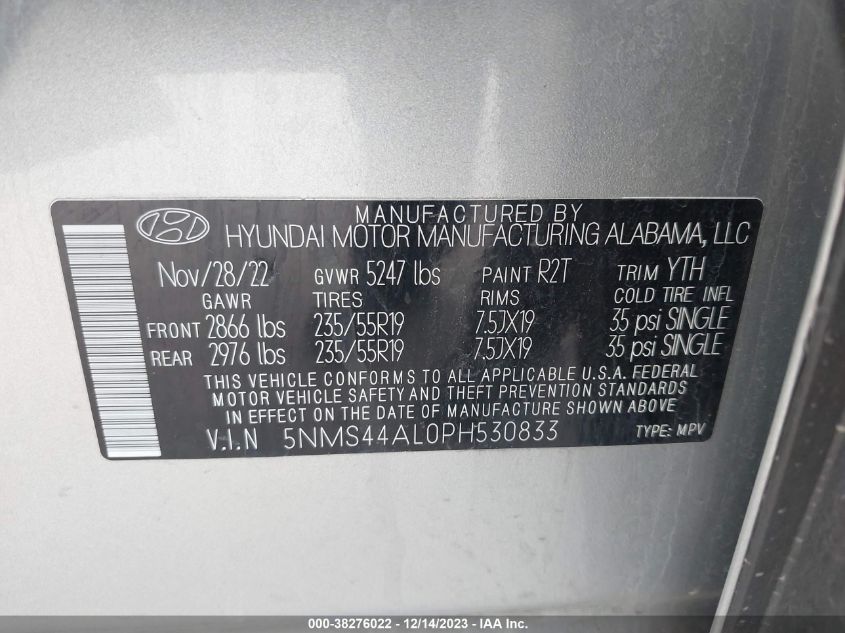 MANUFACTURED BY
HYUNDAI MOTOR MANUFACTURING ALABAMA, LLC
Nov/28/22 GVWR 5247 lbs PAINT R2T TRIM YTH
GAWR TIRES RIMS COLD TIRE INFL
FRONT 2866 lbs 235/55R19 7.5JX19 35 psi SINGLE
REAR 2976 lbs 235/55R19 7.5JX19 35 psi SINGLE
THIS VEHICLE CONFORMS TO ALL APPLICABLE U.S.A. FEDERAL
MOTOR VEHICLE SAFETY AND THEFT PREVENTION STANDARDS
IN EFFECT ON THE DATE OF MANUFACTURE SHOWN ABOVE
V.I.N 5NMS44AL0PH530833 TYPE: MPV
000-38276022 - 12/14/2023 - IAA Inc.